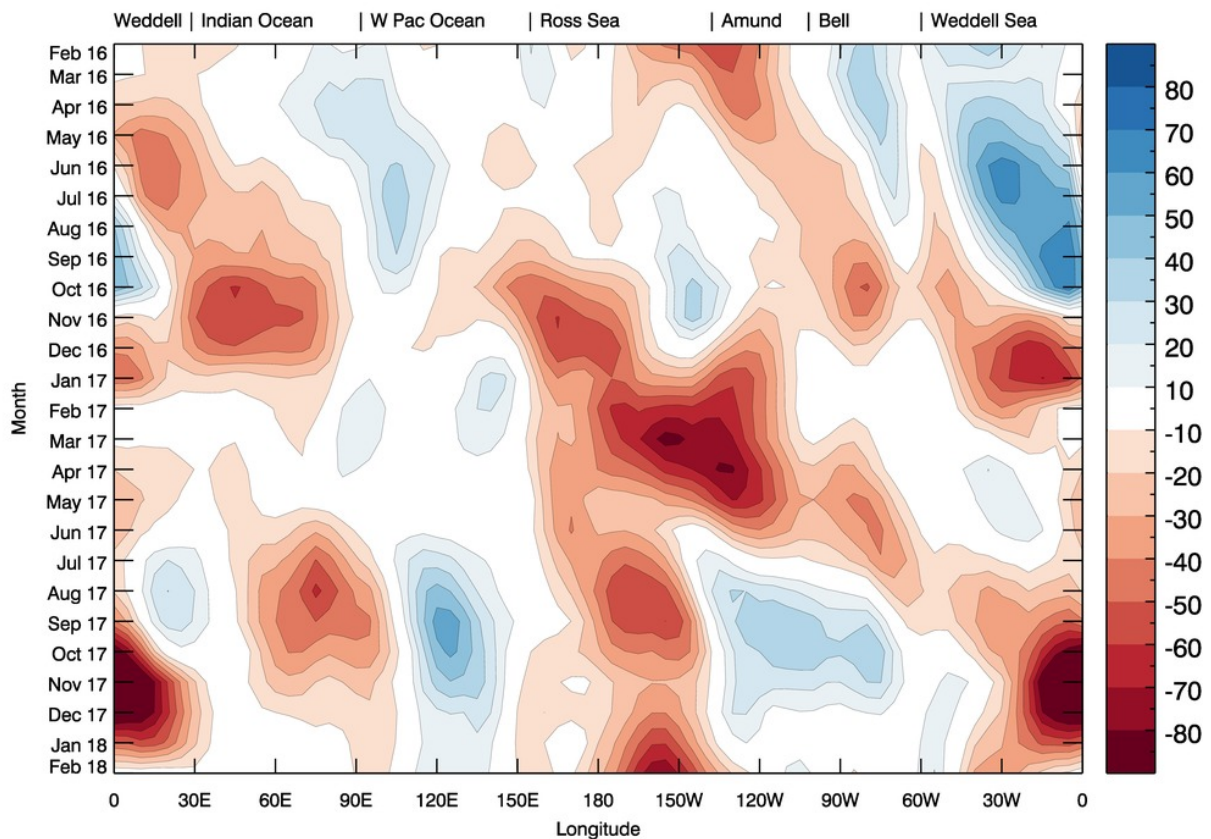 Weddell | Indian Ocean | W Pac Ocean | Ross Sea | Amund | Bell | Weddell Sea
Feb 16
Mar 16
Apr 16
May 16
Jun 16
Jul 16
Aug 16
Sep 16
Oct 16
Nov 16
Dec 16
Jan 17
Feb 17
Mar 17
Apr 17
May 17
Jun 17
Jul 17
Aug 17
Sep 17
Oct 17
Nov 17
Dec 17
Jan 18
Feb 18
Month
0 30E 60E 90E 120E 150E 180 150W 120W 90W 60W 30W 0
Longitude
80
70
60
50
40
30
20
10
-10
-20
-30
-40
-50
-60
-70
-80